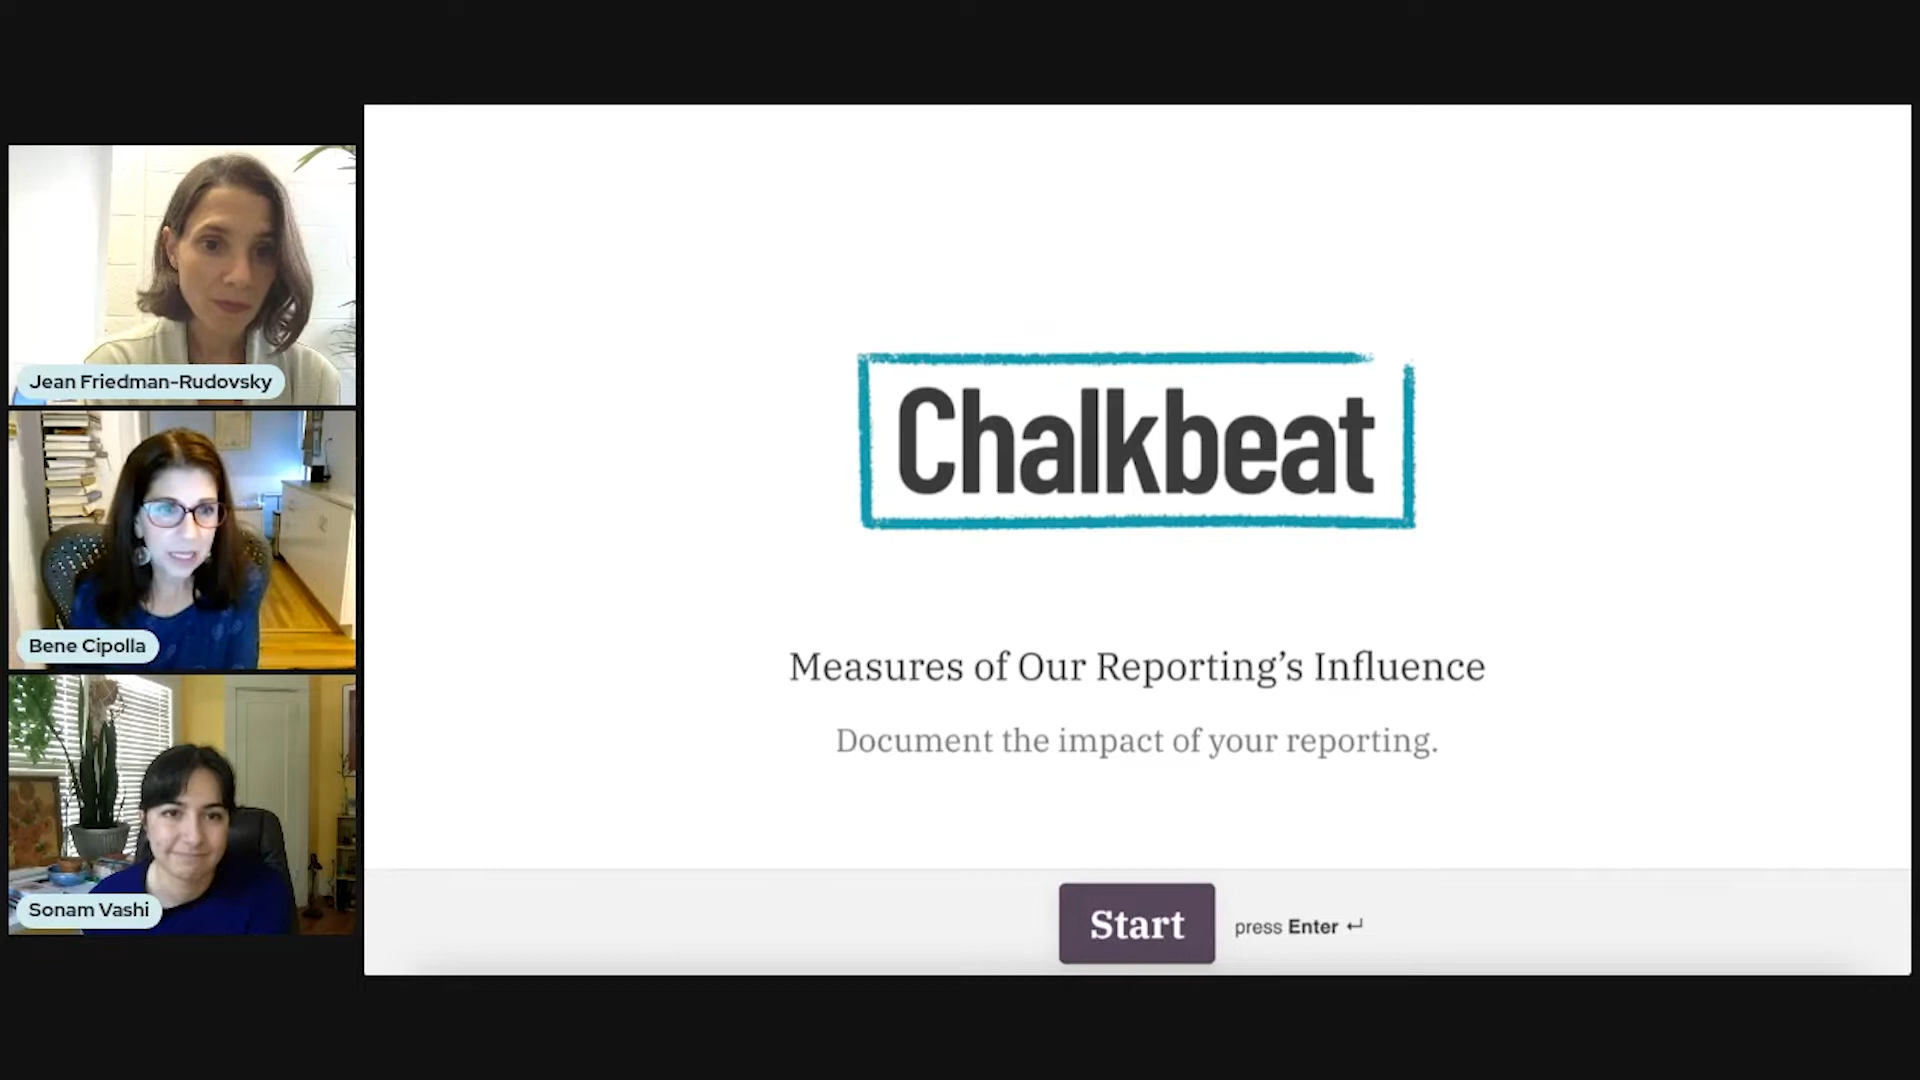 Jean Friedman-Rudovsky
Bene Cipolla
Sonam Vashi
Chalkbeat
Measures of Our Reporting’s Influence
Document the impact of your reporting.
Start
press Enter ↵